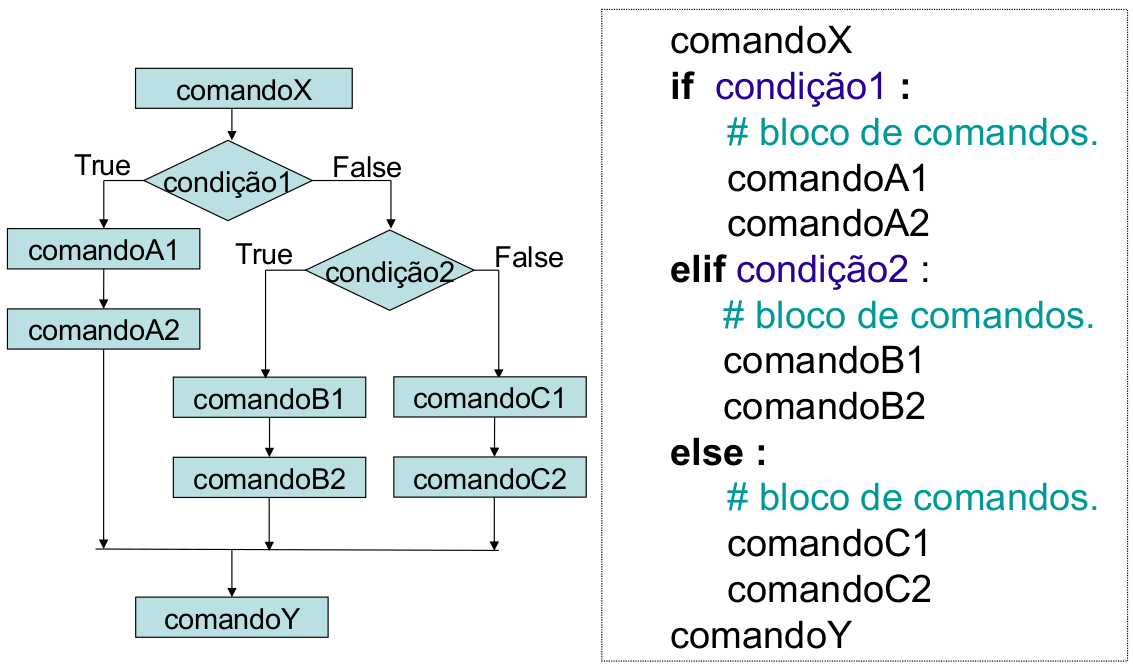 comandoX
True
False
condição1
comandoA1
True
False
condição2
comandoA2
comandoB1
comandoC1
comandoB2
comandoC2
comandoY
comandoX
if condição1 :
# bloco de comandos.
comandoA1
comandoA2
elif condição2 :
# bloco de comandos.
comandoB1
comandoB2
else :
# bloco de comandos.
comandoC1
comandoC2
comandoY